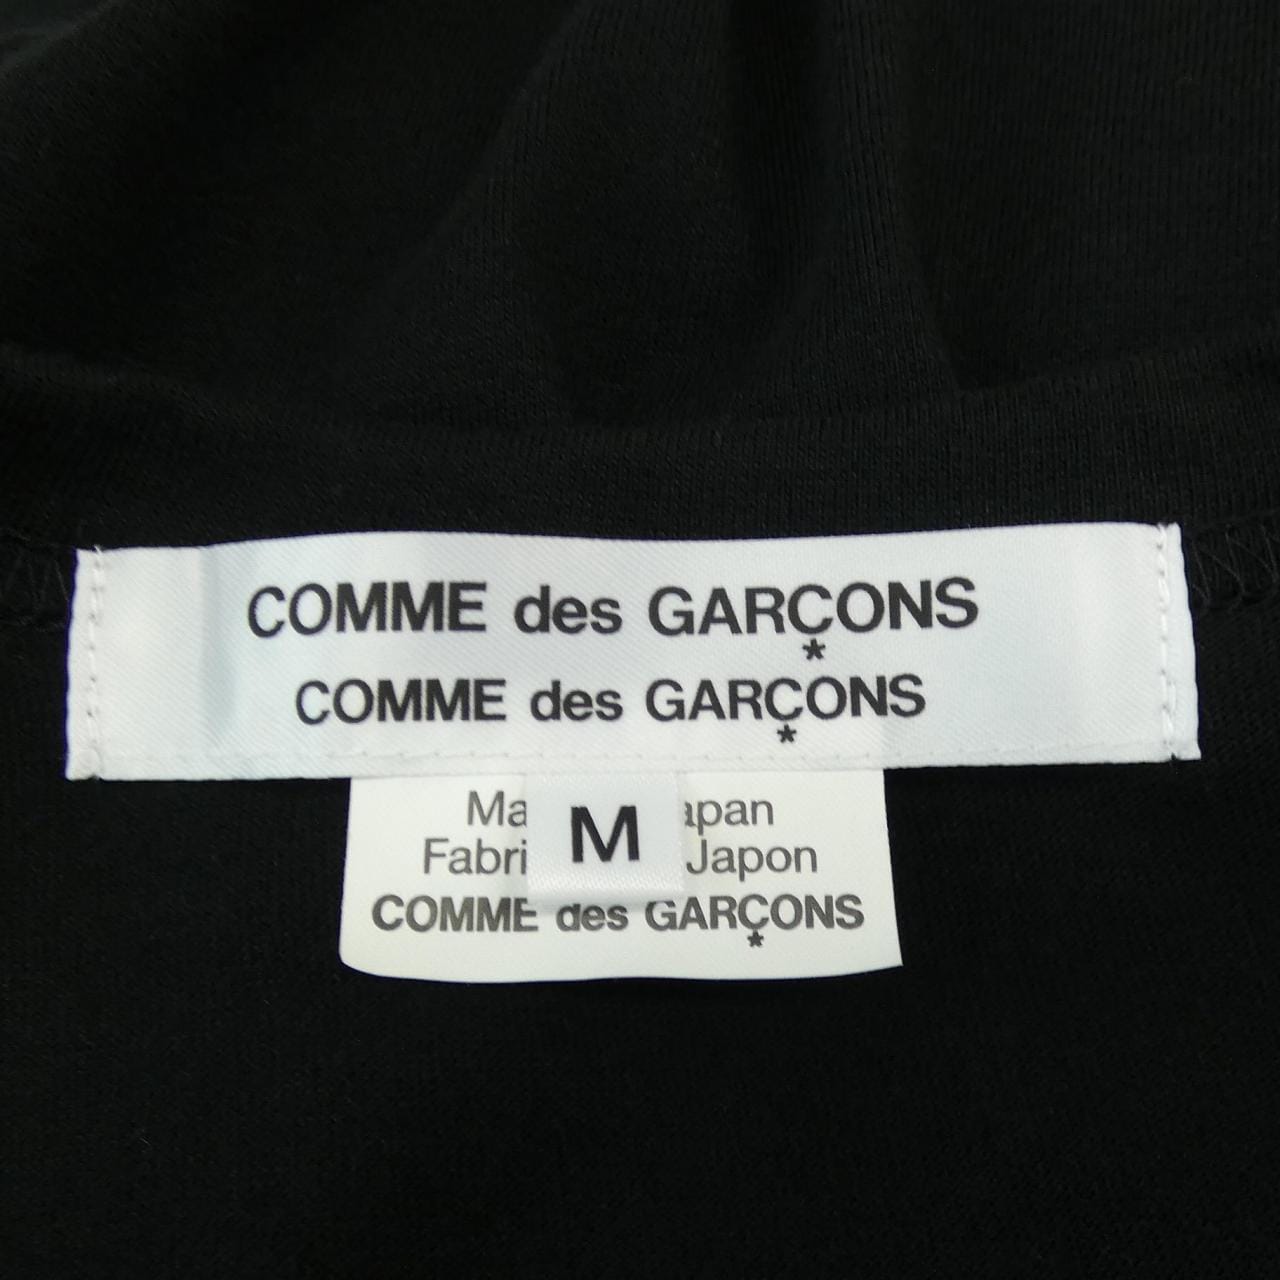 COMME des GARÇONS
*
COMME des GARÇONS
*
Ma M apan
Fabri Japon
COMME des GARÇONS
*